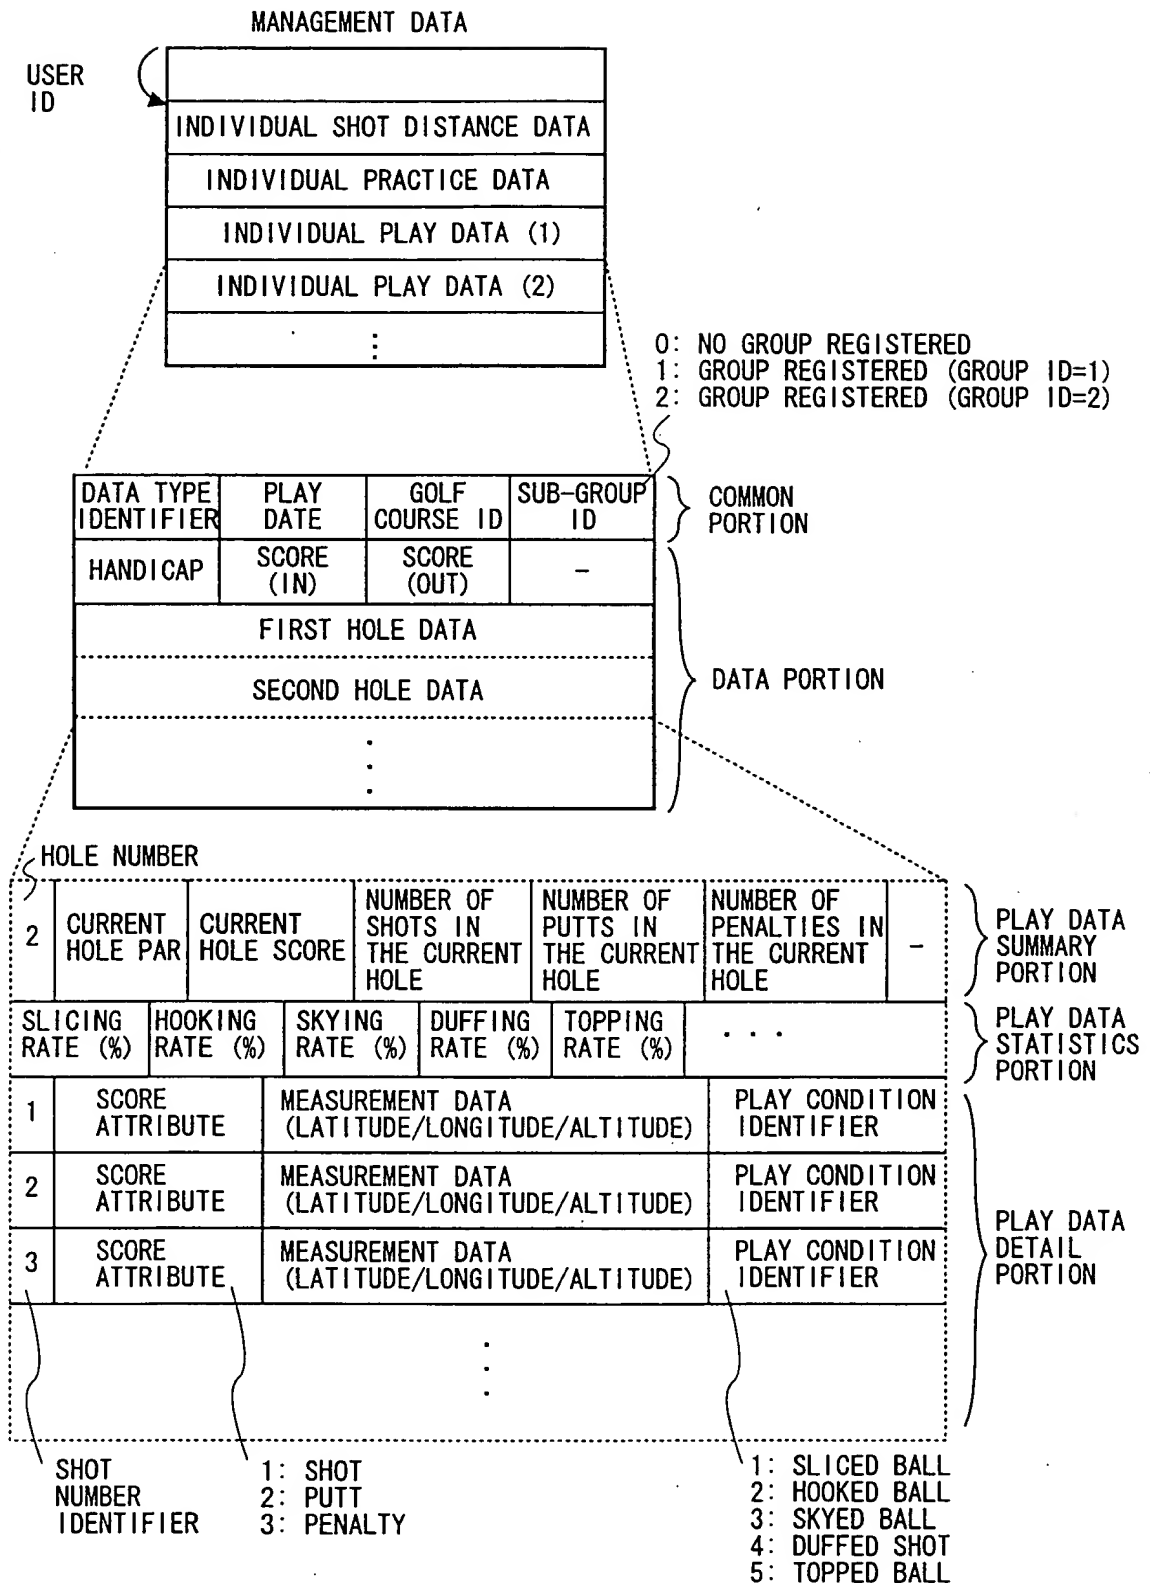 MANAGEMENT DATA
USER
ID
INDIVIDUAL SHOT DISTANCE DATA
INDIVIDUAL PRACTICE DATA
INDIVIDUAL PLAY DATA (1)
INDIVIDUAL PLAY DATA (2)
0: NO GROUP REGISTERED
1: GROUP REGISTERED (GROUP ID=1)
2: GROUP REGISTERED (GROUP ID=2)
DATA TYPE
IDENTIFIER
PLAY
DATE
GOLF
COURSE ID
SUB-GROUP
ID
COMMON
PORTION
HANDICAP
SCORE
(IN)
SCORE
(OUT)
-
FIRST HOLE DATA
SECOND HOLE DATA
DATA PORTION
HOLE NUMBER
2
CURRENT
HOLE PAR
CURRENT
HOLE SCORE
NUMBER OF
SHOTS IN
THE CURRENT
HOLE
NUMBER OF
PUTTS IN
THE CURRENT
HOLE
NUMBER OF
PENALTIES IN
THE CURRENT
HOLE
-
PLAY DATA
SUMMARY
PORTION
SLICING
RATE (%)
HOOKING
RATE (%)
SKYING
RATE (%)
DUFFING
RATE (%)
TOPPING
RATE (%)
...
PLAY DATA
STATISTICS
PORTION
1
SCORE
ATTRIBUTE
MEASUREMENT DATA
(LATITUDE/LONGITUDE/ALTITUDE)
PLAY CONDITION
IDENTIFIER
2
SCORE
ATTRIBUTE
MEASUREMENT DATA
(LATITUDE/LONGITUDE/ALTITUDE)
PLAY CONDITION
IDENTIFIER
3
SCORE
ATTRIBUTE
MEASUREMENT DATA
(LATITUDE/LONGITUDE/ALTITUDE)
PLAY CONDITION
IDENTIFIER
PLAY DATA
DETAIL
PORTION
SHOT
NUMBER
IDENTIFIER
1: SHOT
2: PUTT
3: PENALTY
1: SLICED BALL
2: HOOKED BALL
3: SKYED BALL
4: DUFFED SHOT
5: TOPPED BALL